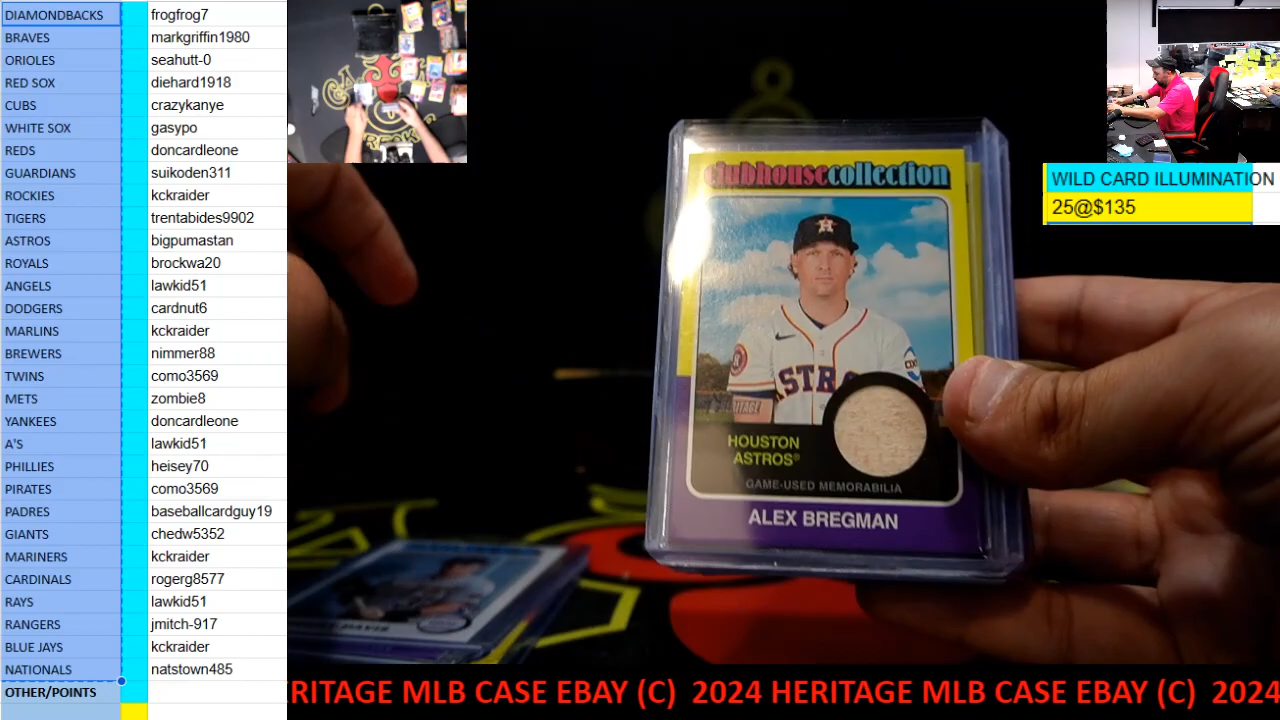 DIAMONDBACKS frogfrog7
BRAVES markgriffin1980
ORIOLES seahutt-0
RED SOX diehard1918
CUBS crazykanye
WHITE SOX gasypo
REDS doncardleone
GUARDIANS suikoden311
ROCKIES kckraider
TIGERS trentabides9902
ASTROS bigpumastan
ROYALS brockwa20
ANGELS lawkid51
DODGERS cardnut6
MARLINS kckraider
BREWERS nimmer88
TWINS como3569
METS zombie8
YANKEES doncardleone
A'S lawkid51
PHILLIES heisey70
PIRATES como3569
PADRES baseballcardguy19
GIANTS chedw5352
MARINERS kckraider
CARDINALS rogerg8577
RAYS lawkid51
RANGERS jmitch-917
BLUE JAYS kckraider
NATIONALS natstown485
OTHER/POINTS
WILD CARD ILLUMINATION
25@$135
clubhousecollection
HERITAGE
HOUSTON
ASTROS®
GAME-USED MEMORABILIA
ALEX BREGMAN
RITAGE MLB CASE EBAY (C) 2024 HERITAGE MLB CASE EBAY (C) 2024